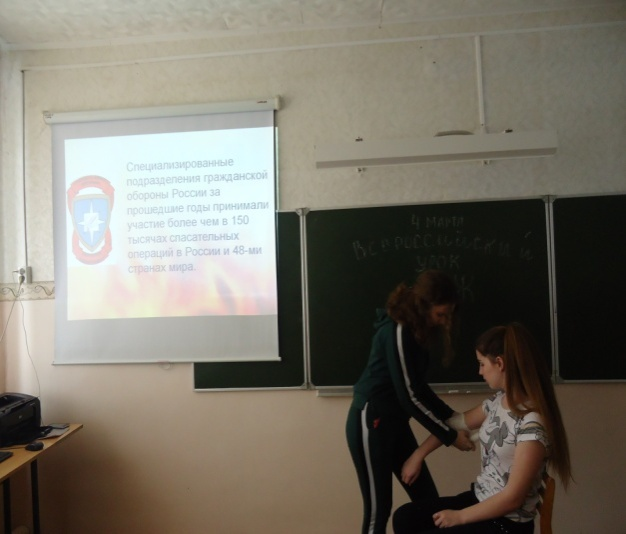 Специализированные
подразделения гражданской
обороны России за
прошедшие годы принимали
участие более чем в 150
тысячах спасательных
операций в России и 48-ми
странах мира.
4 марта
Всероссийский
урок